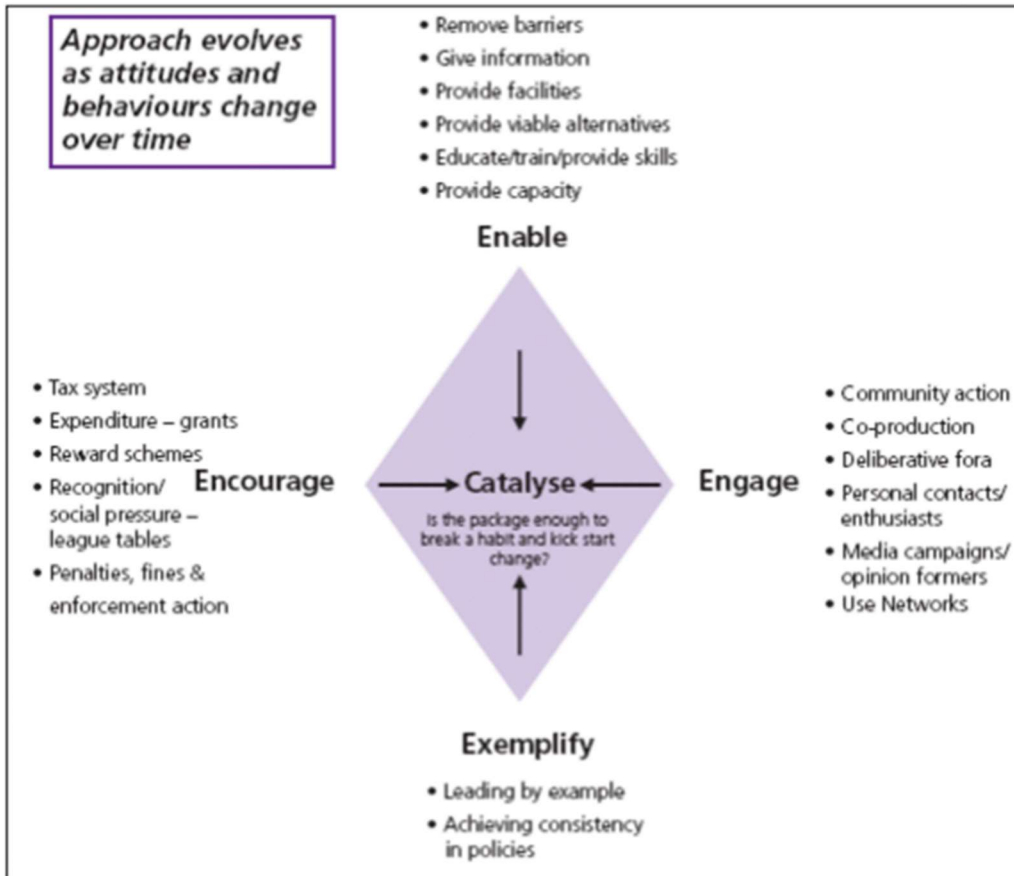 Approach evolves
as attitudes and
behaviours change
over time
• Remove barriers
• Give information
• Provide facilities
• Provide viable alternatives
• Educate/train/provide skills
• Provide capacity
Enable
• Tax system
• Expenditure – grants
• Reward schemes
• Recognition/
social pressure –
league tables
• Penalties, fines &
enforcement action
Encourage
Catalyse
Is the package enough to
break a habit and kick start
change?
Engage
• Community action
• Co-production
• Deliberative fora
• Personal contacts/
enthusiasts
• Media campaigns/
opinion formers
• Use Networks
Exemplify
• Leading by example
• Achieving consistency
in policies